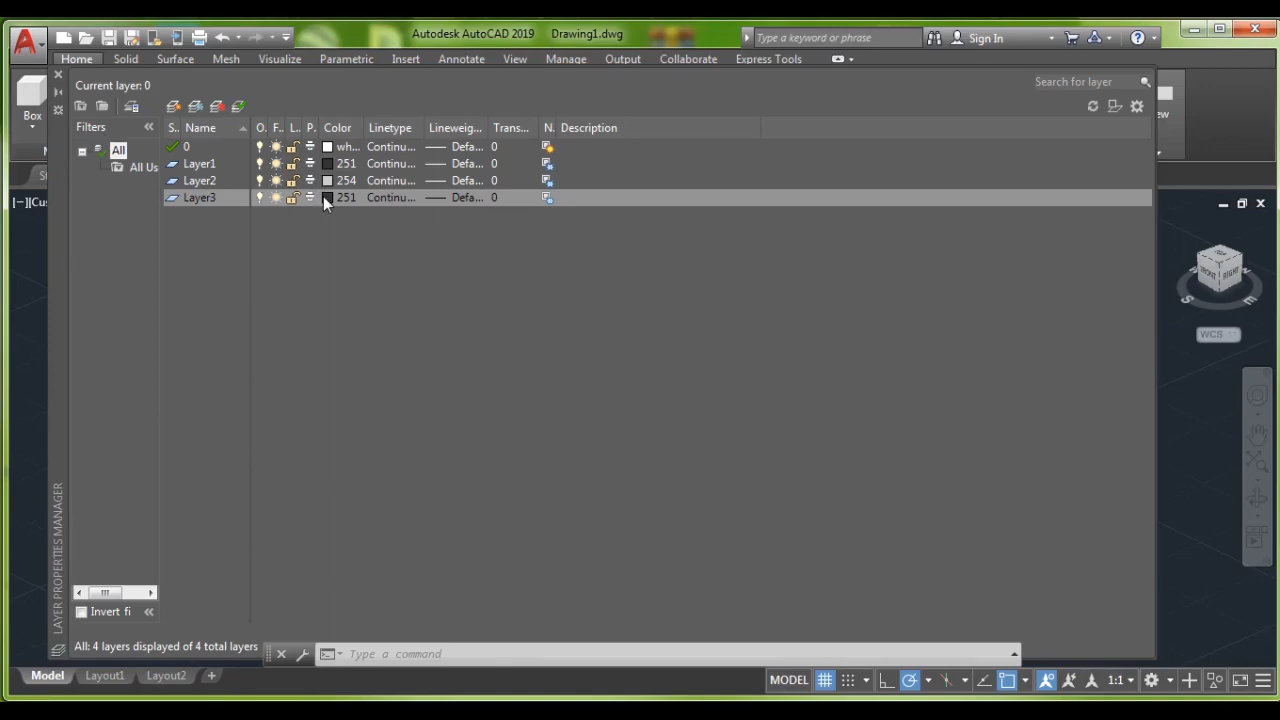 Autodesk AutoCAD 2019 Drawing1.dwg
Type a keyword or phrase
Sign In
Home Solid Surface Mesh Visualize Parametric Insert Annotate View Manage Output Collaborate Express Tools
Current layer: 0
Search for layer
Box
Filters
S.. Name O. F.. L.. P. Color Linetype Lineweig... Trans... N. Description
All
All Us
0 wh... Continu... Defa... 0
Layer1 251 Continu... Defa... 0
Layer2 254 Continu... Defa... 0
Layer3 251 Continu... Defa... 0
[−][Cus
FRONT RIGHT
S E
WCS
LAYER PROPERTIES MANAGER
Invert fi
All: 4 layers displayed of 4 total layers
Type a command
Model Layout1 Layout2
MODEL 1:1